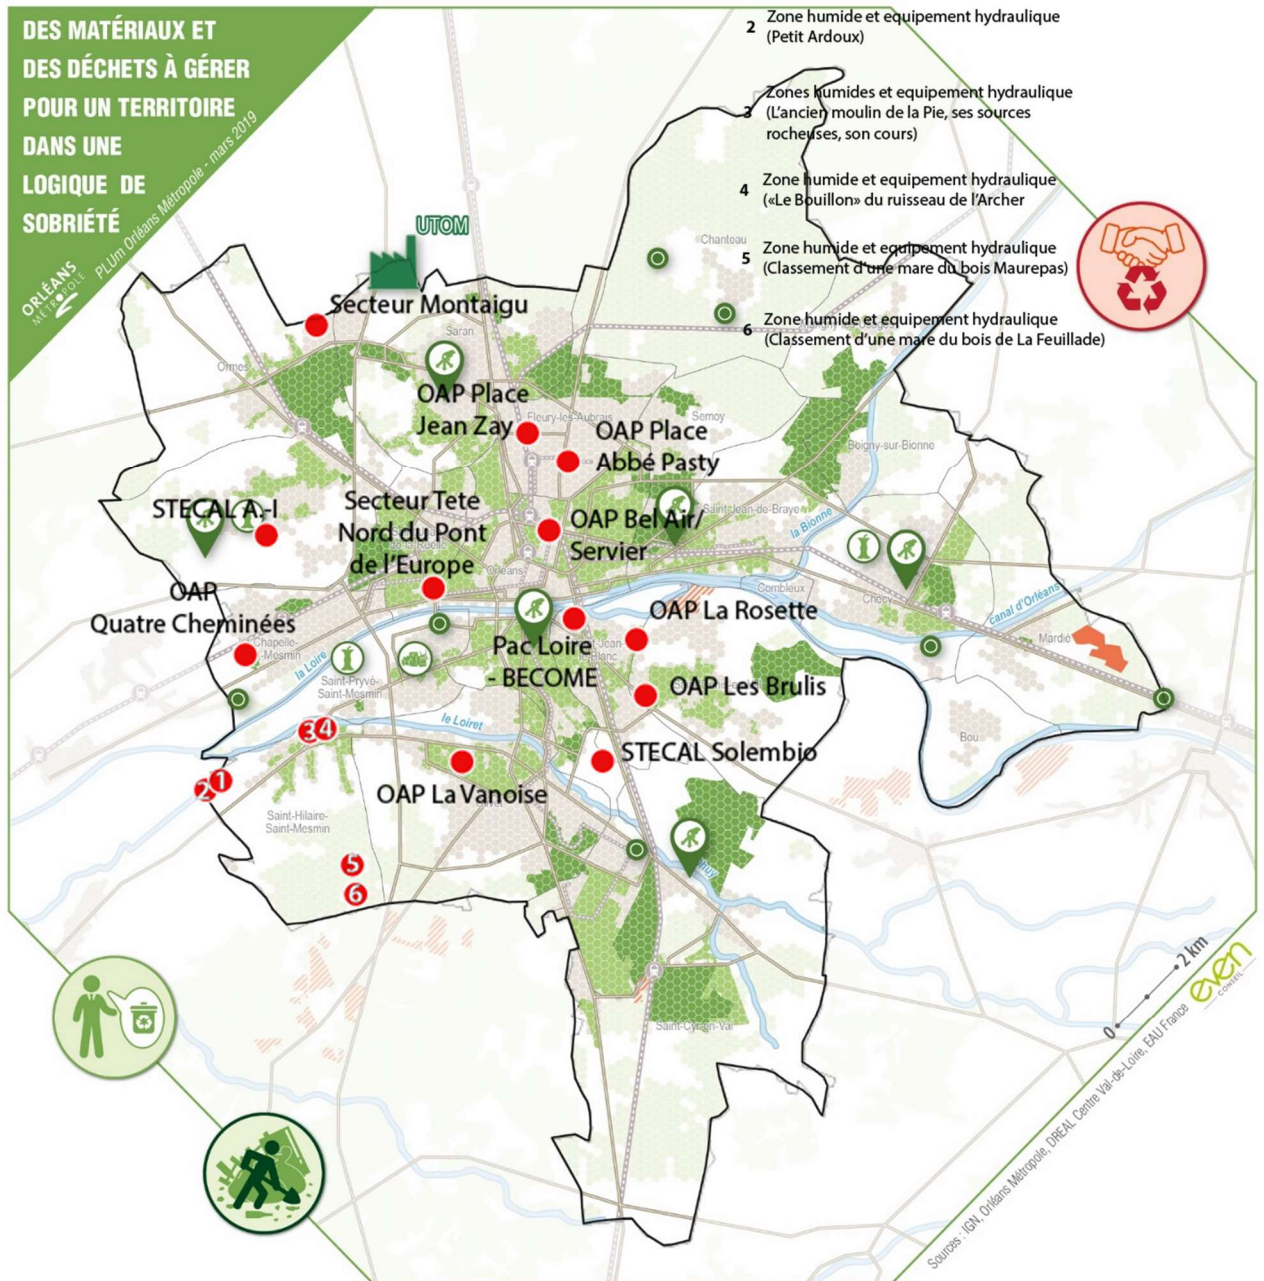 DES MATÉRIAUX ET
DES DÉCHETS À GÉRER
POUR UN TERRITOIRE
DANS UNE
LOGIQUE DE
SOBRIÉTÉ
PLUm Orléans Métropole - mars 2019
ORLÉANS
MÉTROPOLE
2 Zone humide et equipement hydraulique
(Petit Ardoux)
Zones humides et equipement hydraulique
3 (L'ancien moulin de la Pie, ses sources
rocheuses, son cours)
4 Zone humide et equipement hydraulique
(«Le Bouillon» du ruisseau de l'Archer
5 Zone humide et equipement hydraulique
(Classement d'une mare du bois Maurepas)
6 Zone humide et equipement hydraulique
(Classement d'une mare du bois de La Feuillade)
UTOM
Chanteau
Secteur Montaigu
Saran
Ormes
OAP Place
Jean Zay
Fleury-les-Aubrais
Semoy
OAP Place
Abbé Pasty
Boigny-sur-Bionne
STECAL A.-I
Secteur Tete
Nord du Pont
de l'Europe
OAP Bel Air/
Servier
Saint-Jean-de-Braye
la Bionne
Orléans
Combleux
Chécy
canal d'Orléans
Mardié
OAP
Quatre Cheminées
Chapelle-
-Mesmin
OAP La Rosette
Pac Loire
- BECOME
la Loire
Saint-Pryvé-
Saint-Mesmin
OAP Les Brulis
le Loiret
3 4
STECAL Solembio
Bou
1
2
OAP La Vanoise
Saint-Hilaire-
Saint-Mesmin
5
6
Saint-Cyr-en-Val
0
2 km
even
CONSEIL
Sources : IGN, Orléans Métropole, DREAL Centre Val-de-Loire, EAU France